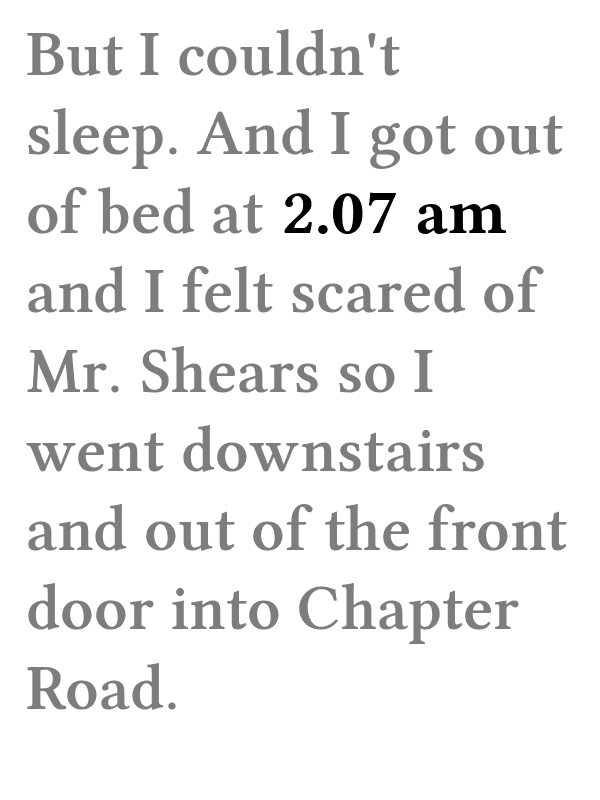 But I couldn't
sleep. And I got out
of bed at 2.07 am
and I felt scared of
Mr. Shears so I
went downstairs
and out of the front
door into Chapter
Road.